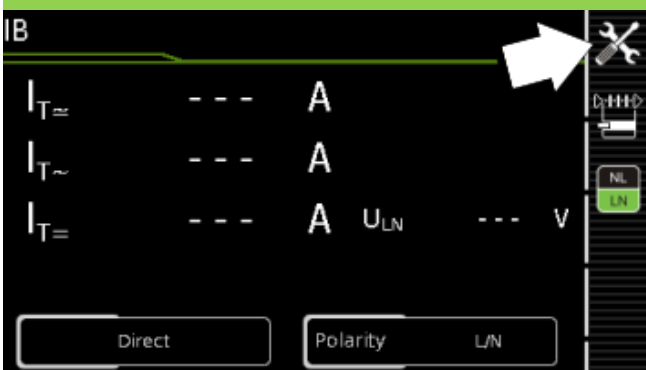 IB
IT≂ --- A
IT~ --- A
IT= --- A ULN --- V
NL
LN
Direct
Polarity L/N